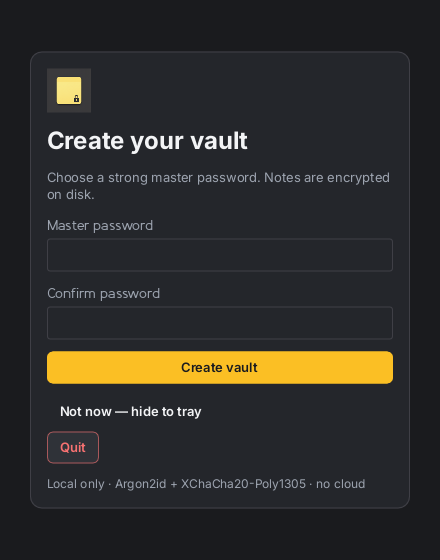 Create your vault
Choose a strong master password. Notes are encrypted
on disk.
Master password
Confirm password
Create vault
Not now — hide to tray
Quit
Local only · Argon2id + XChaCha20-Poly1305 · no cloud